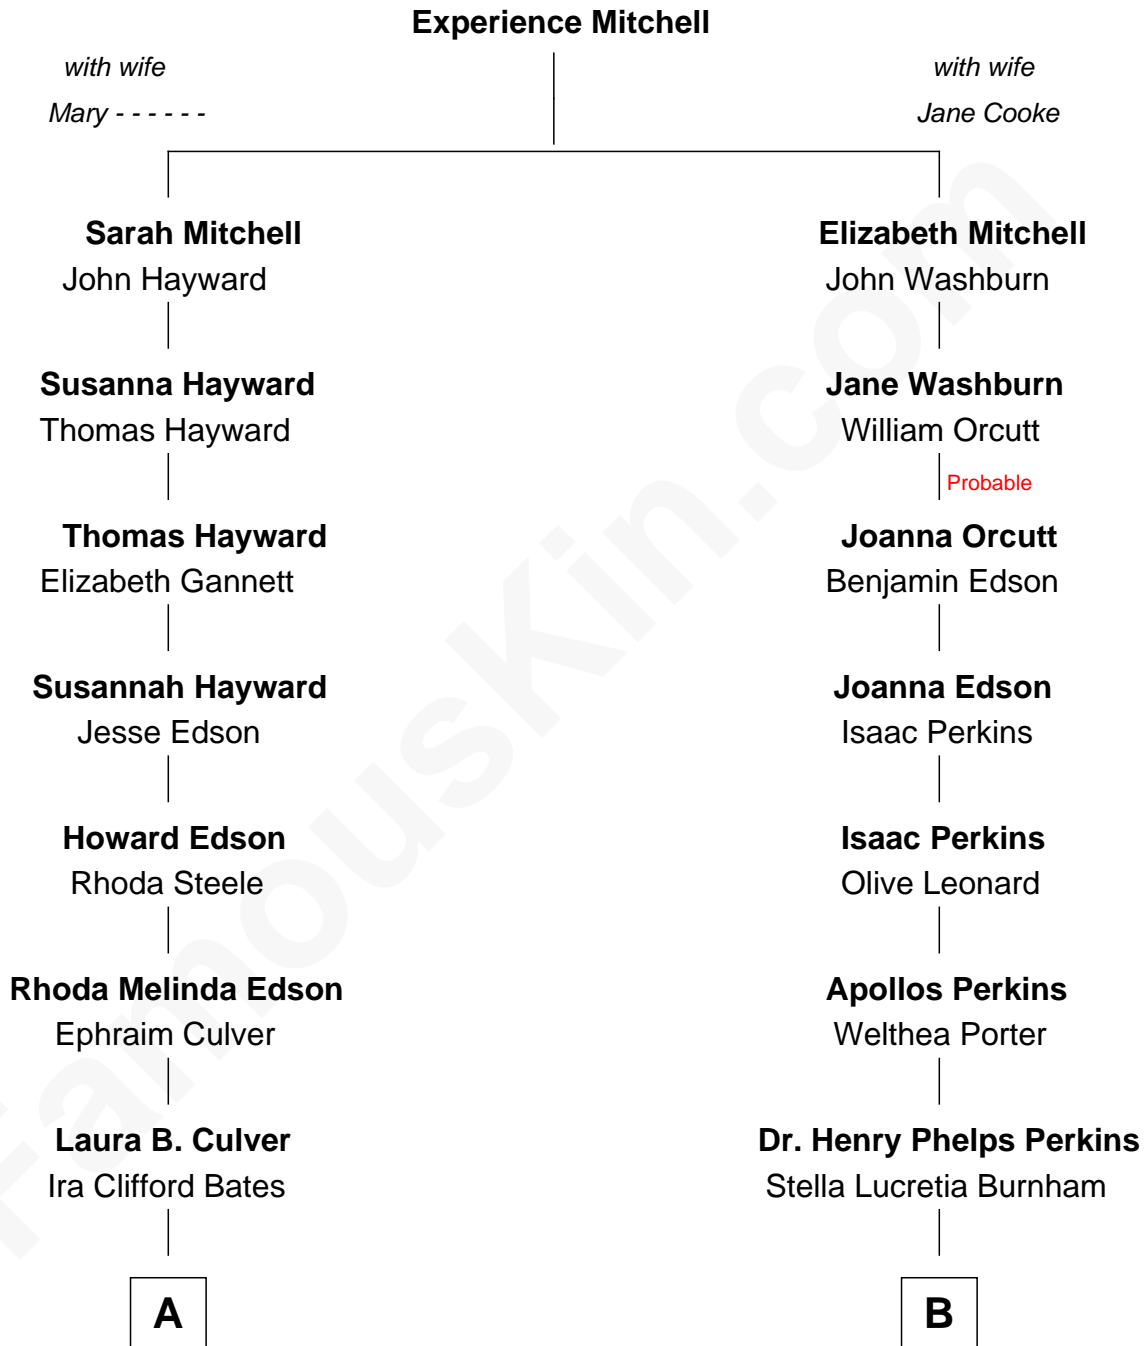 Experience Mitchell
with wife
Mary - - - - - -
with wife
Jane Cooke
Sarah Mitchell
John Hayward
Elizabeth Mitchell
John Washburn
Susanna Hayward
Thomas Hayward
Jane Washburn
William Orcutt
Probable
Thomas Hayward
Elizabeth Gannett
Joanna Orcutt
Benjamin Edson
Susannah Hayward
Jesse Edson
Joanna Edson
Isaac Perkins
Howard Edson
Rhoda Steele
Isaac Perkins
Olive Leonard
Rhoda Melinda Edson
Ephraim Culver
Apollos Perkins
Welthea Porter
Laura B. Culver
Ira Clifford Bates
Dr. Henry Phelps Perkins
Stella Lucretia Burnham
A
B
FamousKin.com